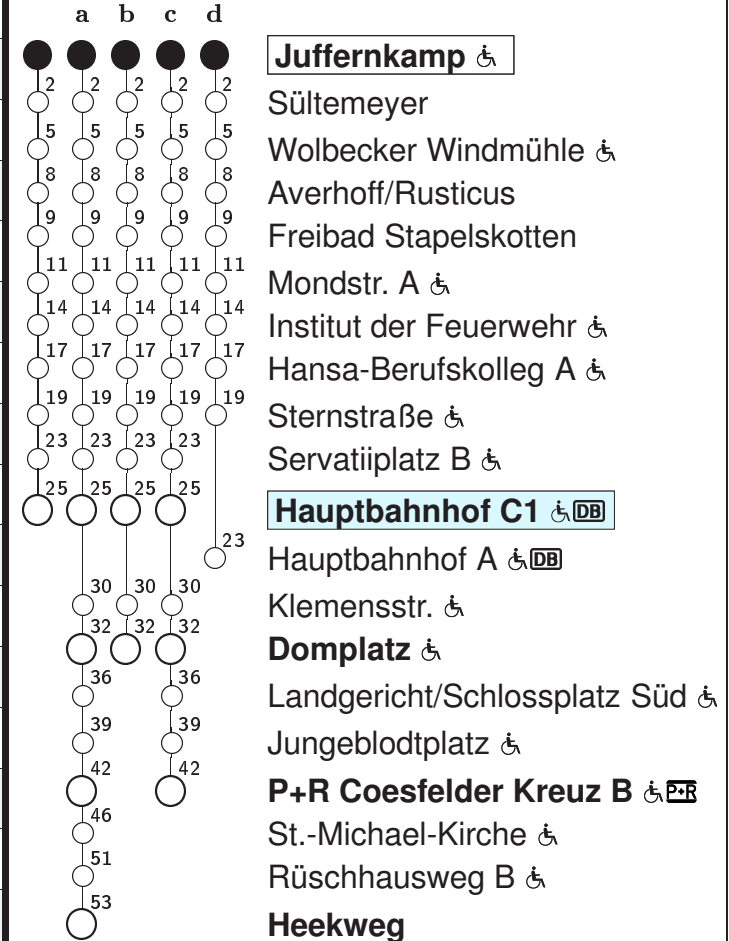 a b c d
Juffernkamp
2 2 2 2 2 Sültemeyer
5 5 5 5 5 Wolbecker Windmühle
8 8 8 8 8 Averhoff/Rusticus
9 9 9 9 9 Freibad Stapelskotten
11 11 11 11 11 Mondstr. A
14 14 14 14 14 Institut der Feuerwehr
17 17 17 17 17 Hansa-Berufskolleg A
19 19 19 19 19 Sternstraße
23 23 23 23 Servatiiplatz B
25 25 25 25 Hauptbahnhof C1 DB
23 Hauptbahnhof A DB
30 30 30 Klemensstr.
32 32 32 Domplatz
36 36 Landgericht/Schlossplatz Süd
39 39 Jungeblodtplatz
42 42 P+R Coesfelder Kreuz B P+R
46 St.-Michael-Kirche
51 Rüschhausweg B
53 Heekweg